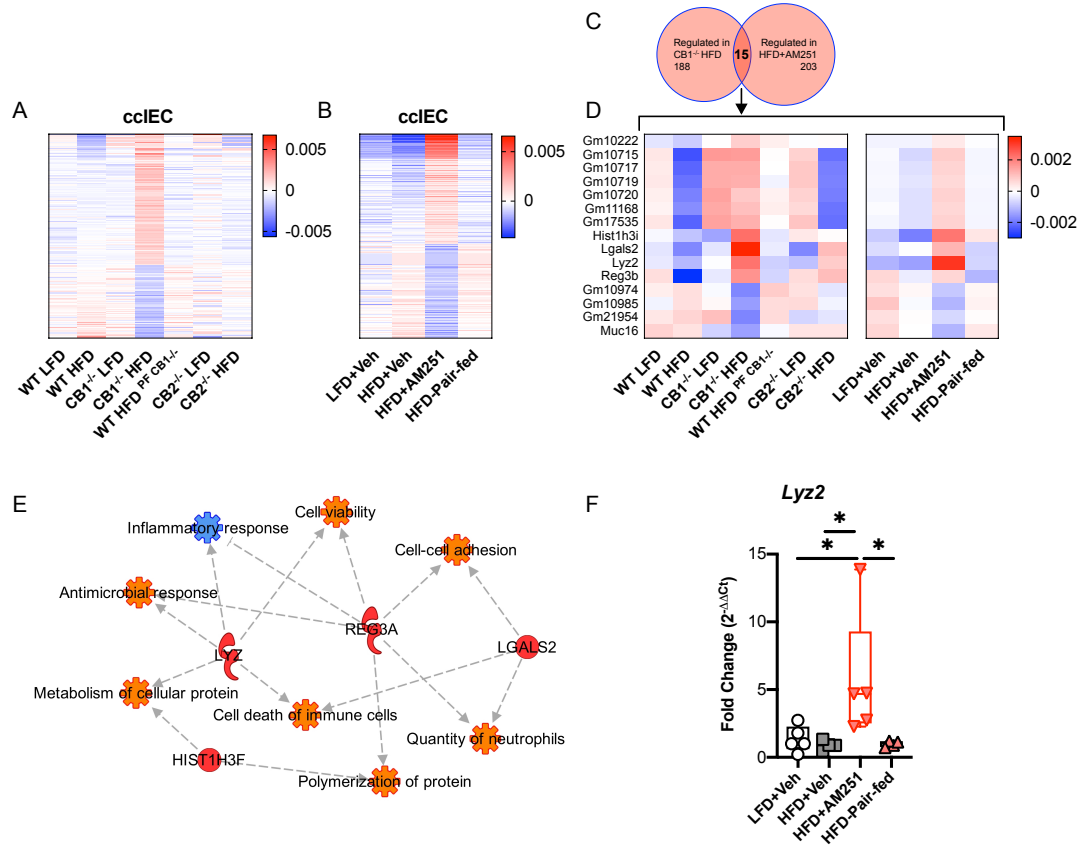 A
ccIEC
0.005
0
-0.005
WT LFD
WT HFD
CB1-/- LFD
CB1-/- HFD
WT HFD PF CB1-/-
CB2-/- LFD
CB2-/- HFD
B
ccIEC
0.005
0
LFD+Veh
HFD+Veh
HFD+AM251
HFD-Pair-fed
C
Regulated in
CB1-/- HFD
188
15
Regulated in
HFD+AM251
203
D
Gm10222
Gm10715
Gm10717
Gm10719
Gm10720
Gm11168
Gm17535
Hist1h3i
Lgals2
Lyz2
Reg3b
Gm10974
Gm10985
Gm21954
Muc16
WT LFD
WT HFD
CB1-/- LFD
CB1-/- HFD
WT HFD PF CB1-/-
CB2-/- LFD
CB2-/- HFD
LFD+Veh
HFD+Veh
HFD+AM251
HFD-Pair-fed
0.002
0
-0.002
E
Inflammatory response
Cell viability
Cell-cell adhesion
Antimicrobial response
REG3A
LYZ
LGALS2
Metabolism of cellular protein
Cell death of immune cells
Quantity of neutrophils
HIST1H3F
Polymerization of protein
F
Lyz2
*
* *
Fold Change (2-ΔΔCt)
15
10
5
0
LFD+Veh
HFD+Veh
HFD+AM251
HFD-Pair-fed